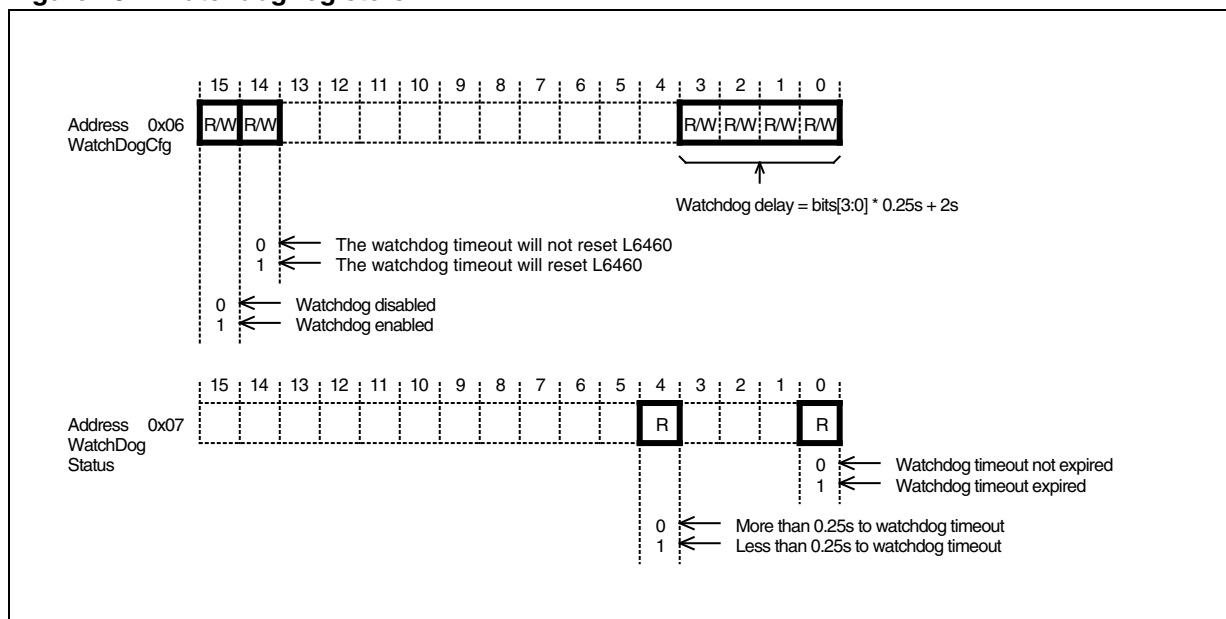 15 14 13 12 11 10 9 8 7 6 5 4 3 2 1 0
Address 0x06
WatchDogCfg
R/W R/W R/W R/W R/W R/W
Watchdog delay = bits[3:0] * 0.25s + 2s
0 The watchdog timeout will not reset L6460
1 The watchdog timeout will reset L6460
0 Watchdog disabled
1 Watchdog enabled
15 14 13 12 11 10 9 8 7 6 5 4 3 2 1 0
Address 0x07
WatchDog
Status
R R
0 Watchdog timeout not expired
1 Watchdog timeout expired
0 More than 0.25s to watchdog timeout
1 Less than 0.25s to watchdog timeout